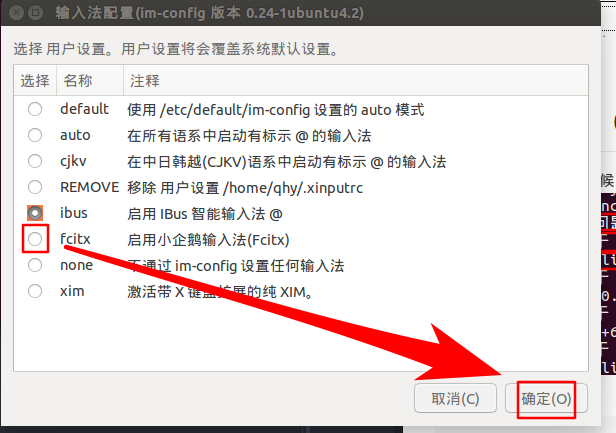 输入法配置(im-config 版本 0.24-1ubuntu4.2)
选择 用户设置。用户设置将会覆盖系统默认设置。
选择 名称 注释
default 使用 /etc/default/im-config 设置的 auto 模式
auto 在所有语系中启动有标示 @ 的输入法
cjkv 在中日韩越(CJKV)语系中启动有标示 @ 的输入法
REMOVE 移除 用户设置 /home/qhy/.xinputrc
ibus 启用 IBus 智能输入法 @
fcitx 启用小企鹅输入法(Fcitx)
none 不通过 im-config 设置任何输入法
xim 激活带 X 键盘扩展的纯 XIM。
取消(C) 确定(O)
候